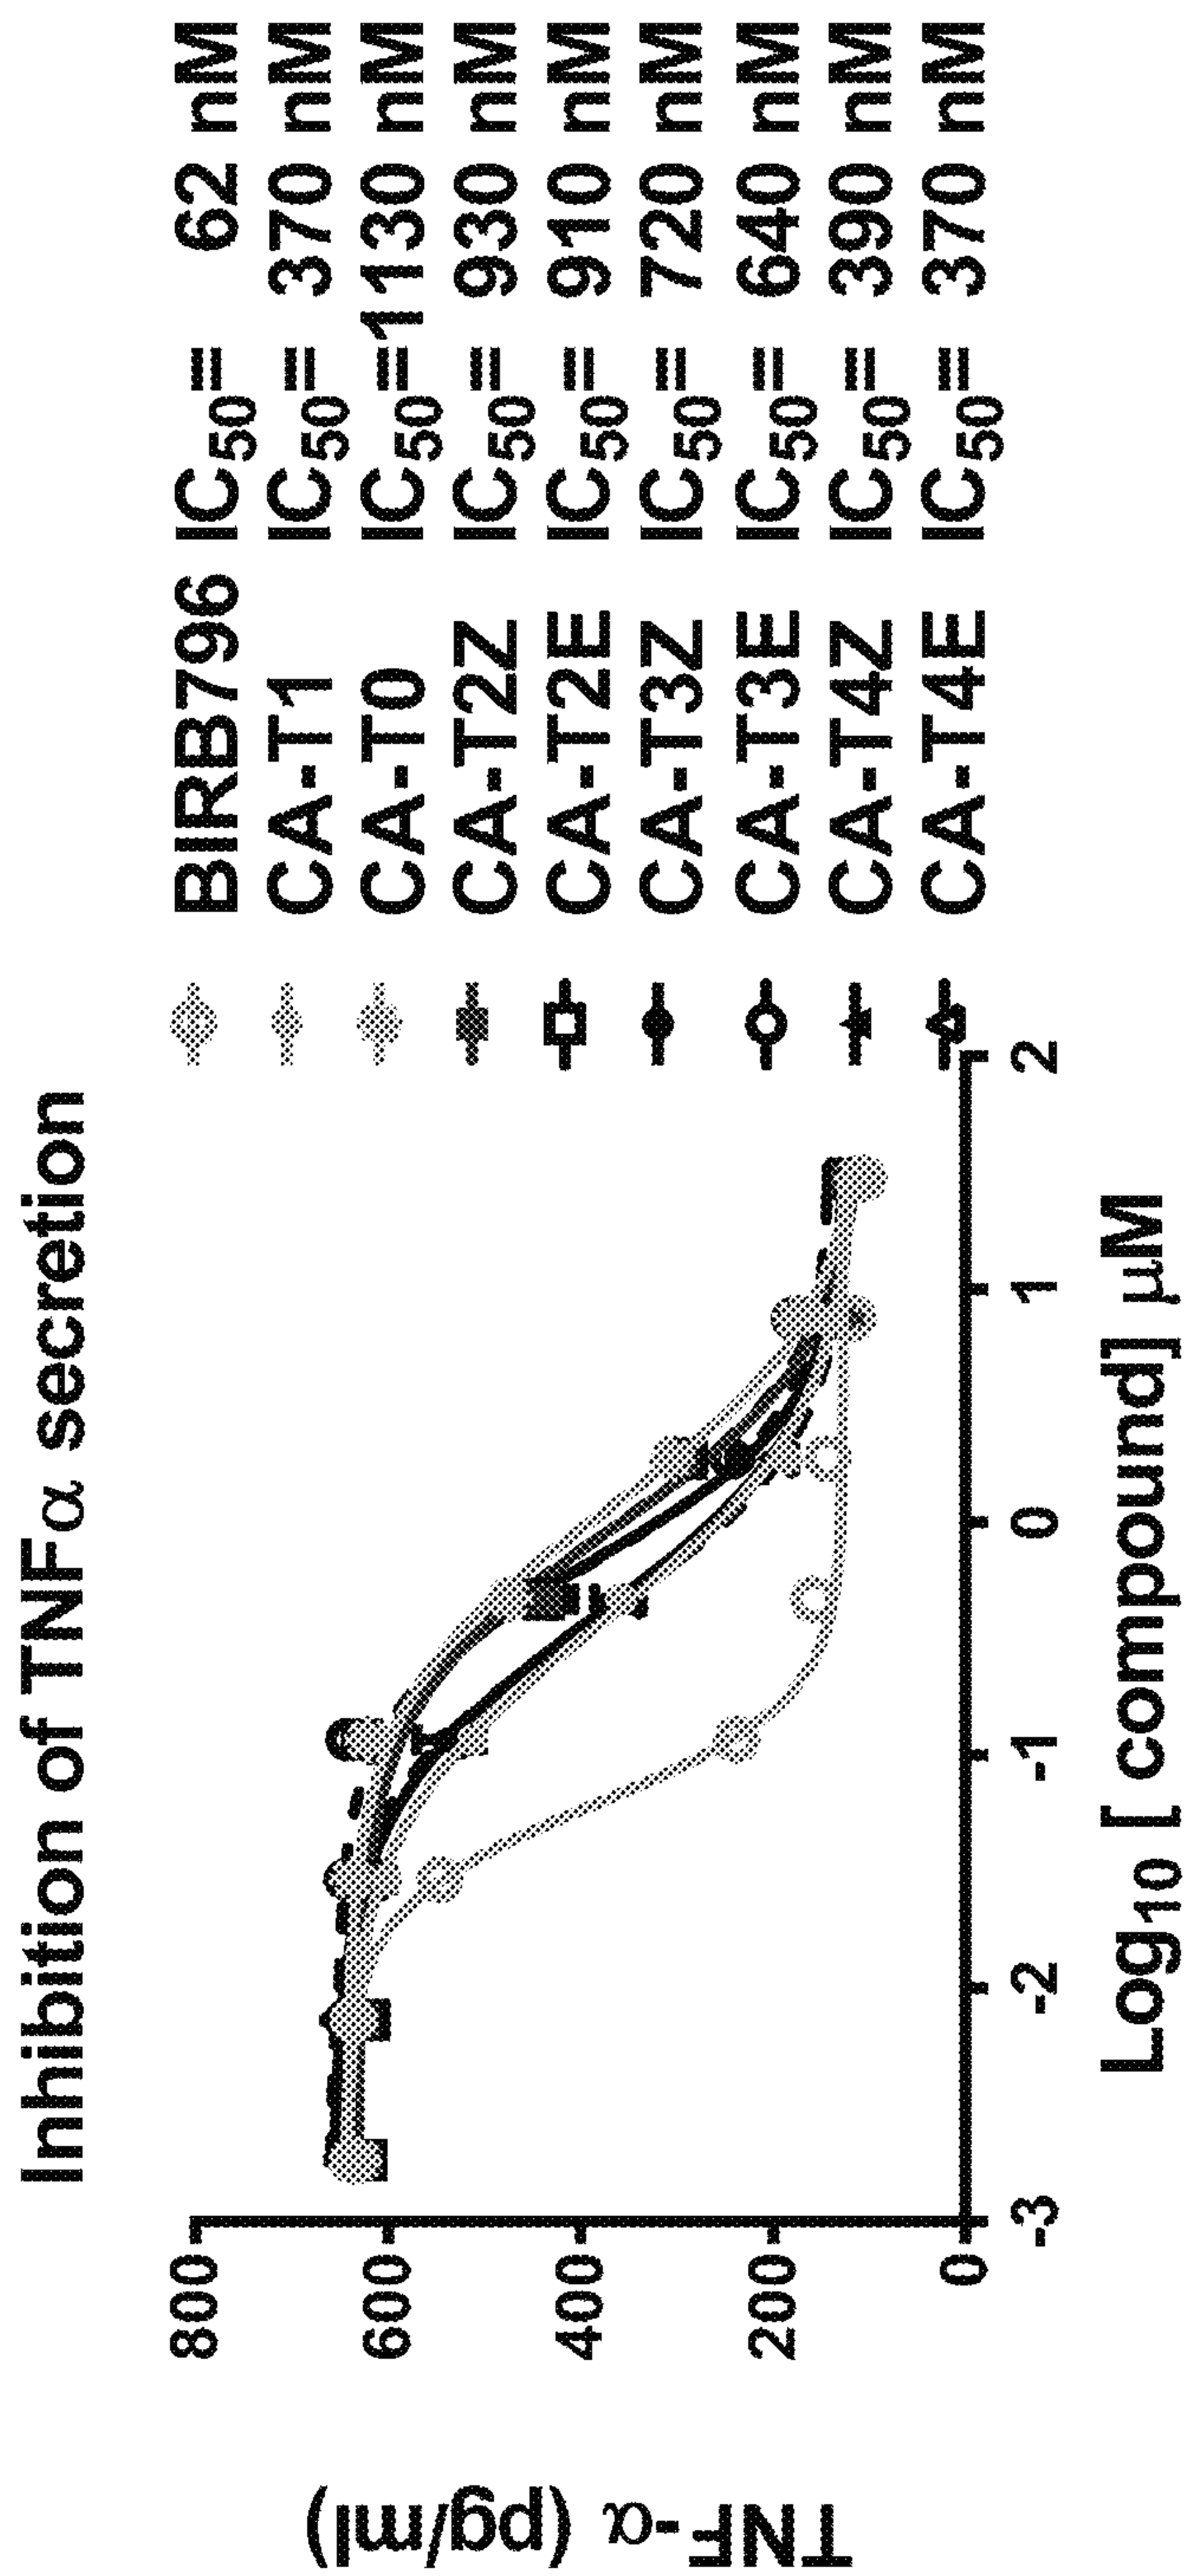 Inhibition of TNFα secretion
BIRB796 IC50= 62 nM
CA-T1 IC50= 370 nM
CA-T0 IC50=1130 nM
CA-T2Z IC50= 930 nM
CA-T2E IC50= 910 nM
CA-T3Z IC50= 720 nM
CA-T3E IC50= 640 nM
CA-T4Z IC50= 390 nM
CA-T4E IC50= 370 nM
TNF-α (pg/ml)
800
600
400
200
0
-3 -2 -1 0 1 2
Log10 [ compound] μM